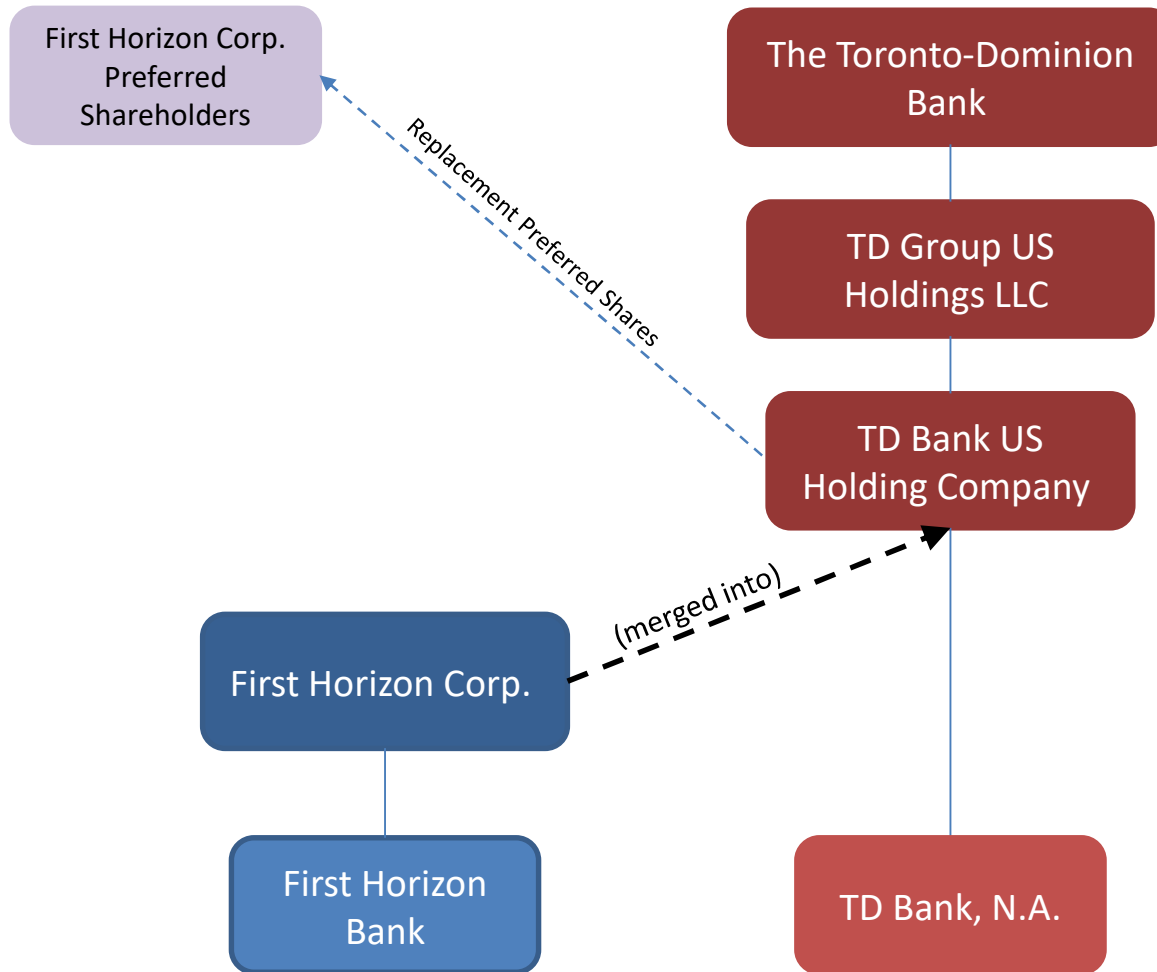 First Horizon Corp.
Preferred
Shareholders
The Toronto-Dominion
Bank
Replacement Preferred Shares
TD Group US
Holdings LLC
TD Bank US
Holding Company
(merged into)
First Horizon Corp.
First Horizon
Bank
TD Bank, N.A.